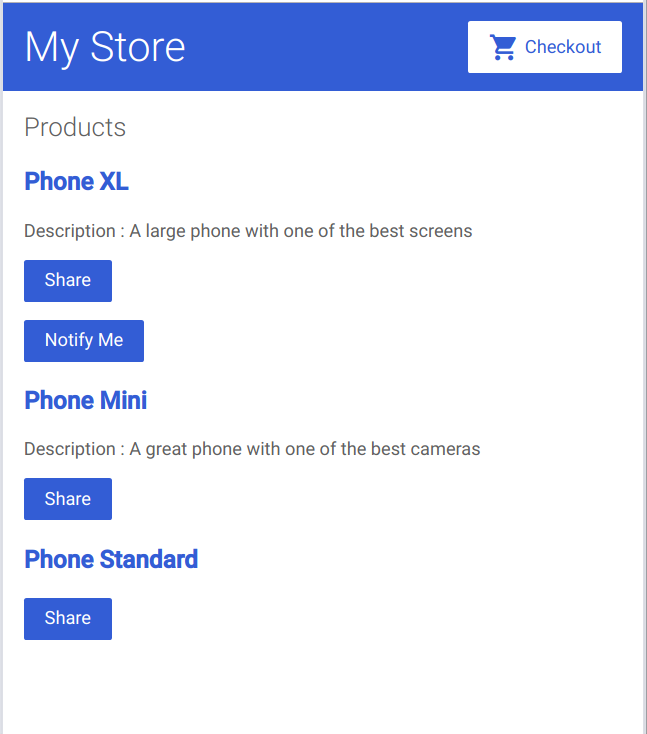 My Store
Checkout
Products
Phone XL
Description : A large phone with one of the best screens
Share
Notify Me
Phone Mini
Description : A great phone with one of the best cameras
Share
Phone Standard
Share